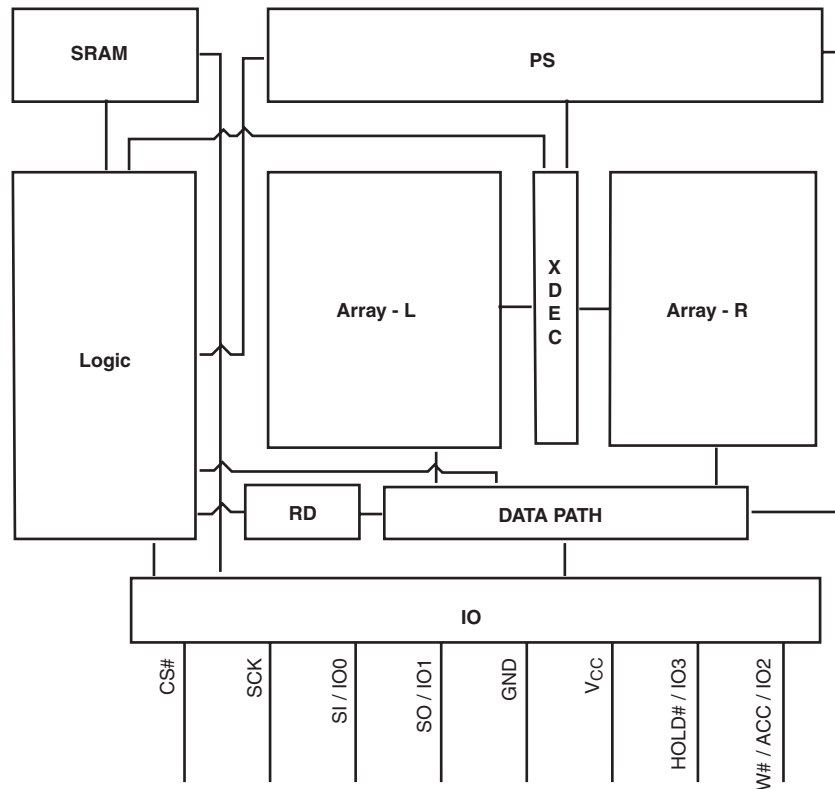 SRAM
PS
X
D
E
C
Array - L
Array - R
Logic
RD
DATA PATH
IO
CS#
SCK
SI / IO0
SO / IO1
GND
VCC
HOLD# / IO3
W# / ACC / IO2